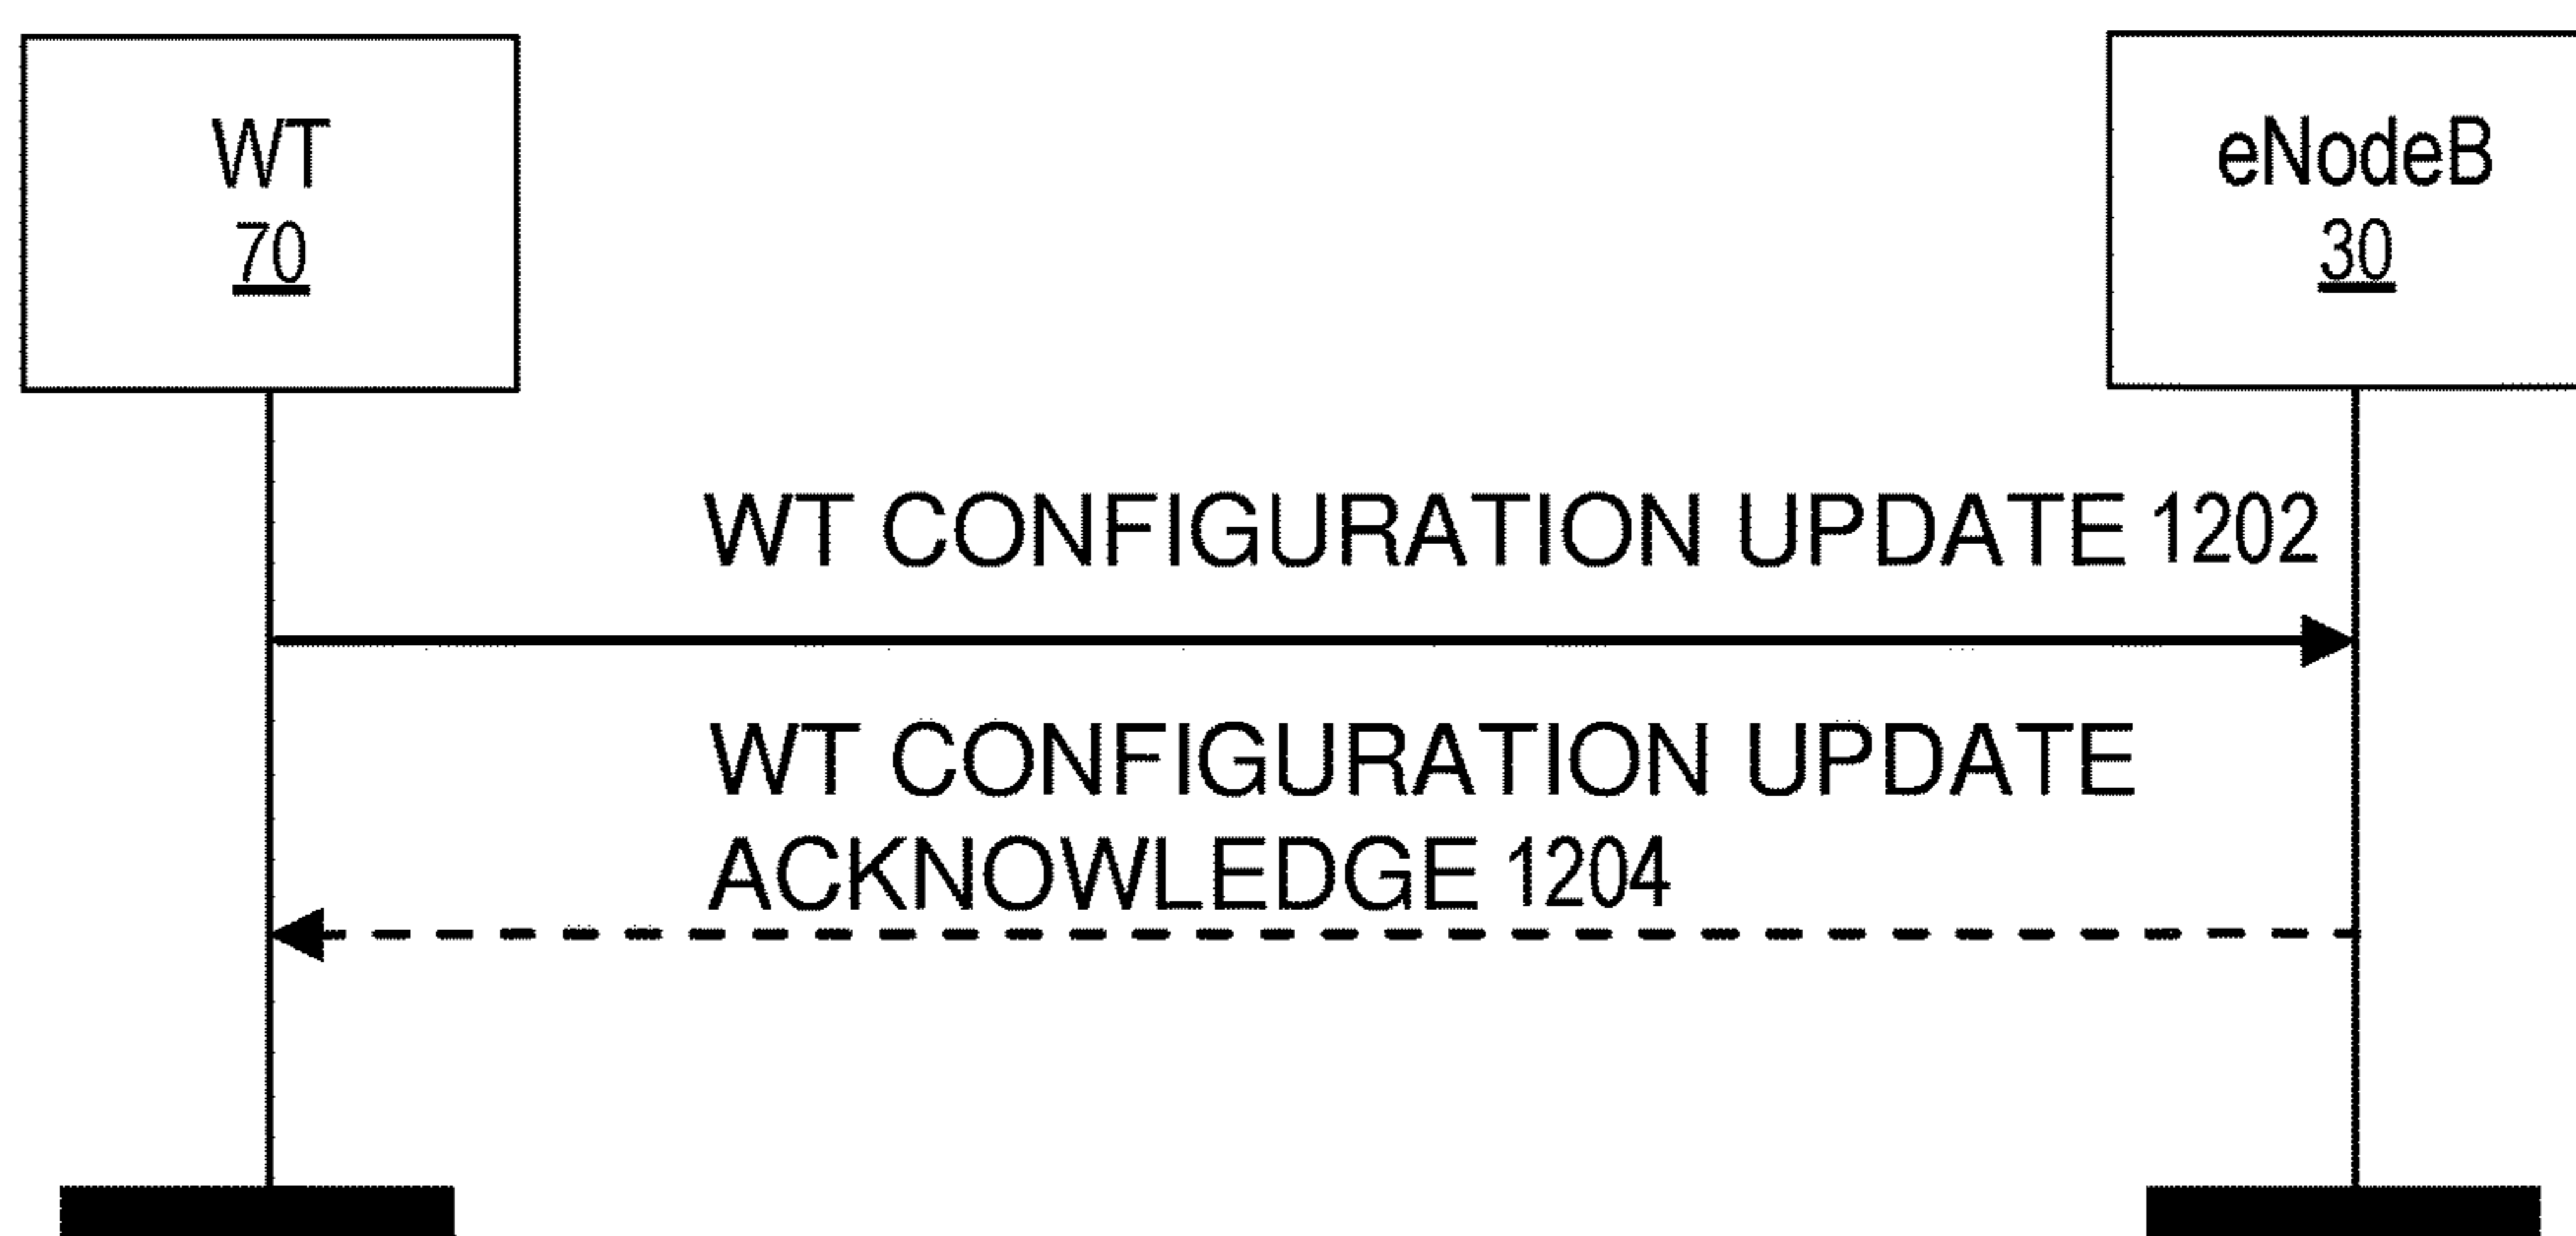 WT
70
eNodeB
30
WT CONFIGURATION UPDATE 1202
WT CONFIGURATION UPDATE
ACKNOWLEDGE 1204